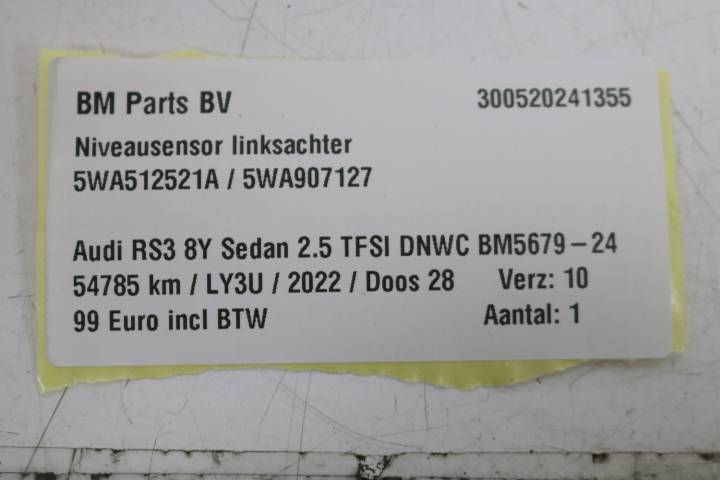 BM Parts BV 300520241355
Niveausensor linksachter
5WA512521A / 5WA907127
Audi RS3 8Y Sedan 2.5 TFSI DNWC BM5679-24
54785 km / LY3U / 2022 / Doos 28 Verz: 10
99 Euro incl BTW Aantal: 1